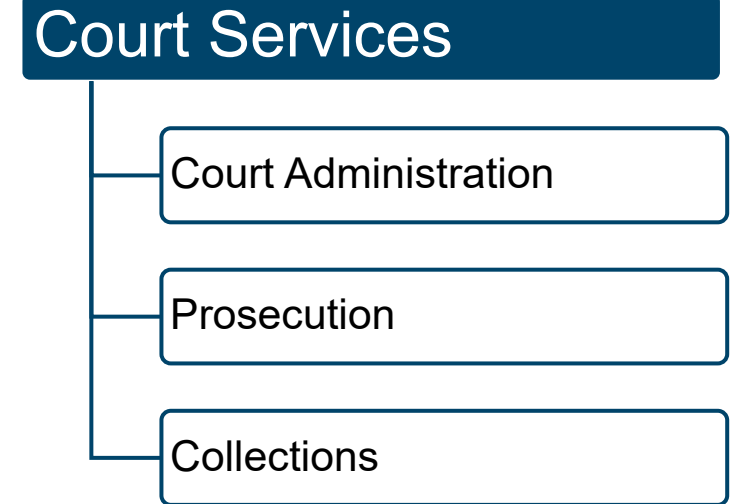 Court Services
Court Administration
Prosecution
Collections